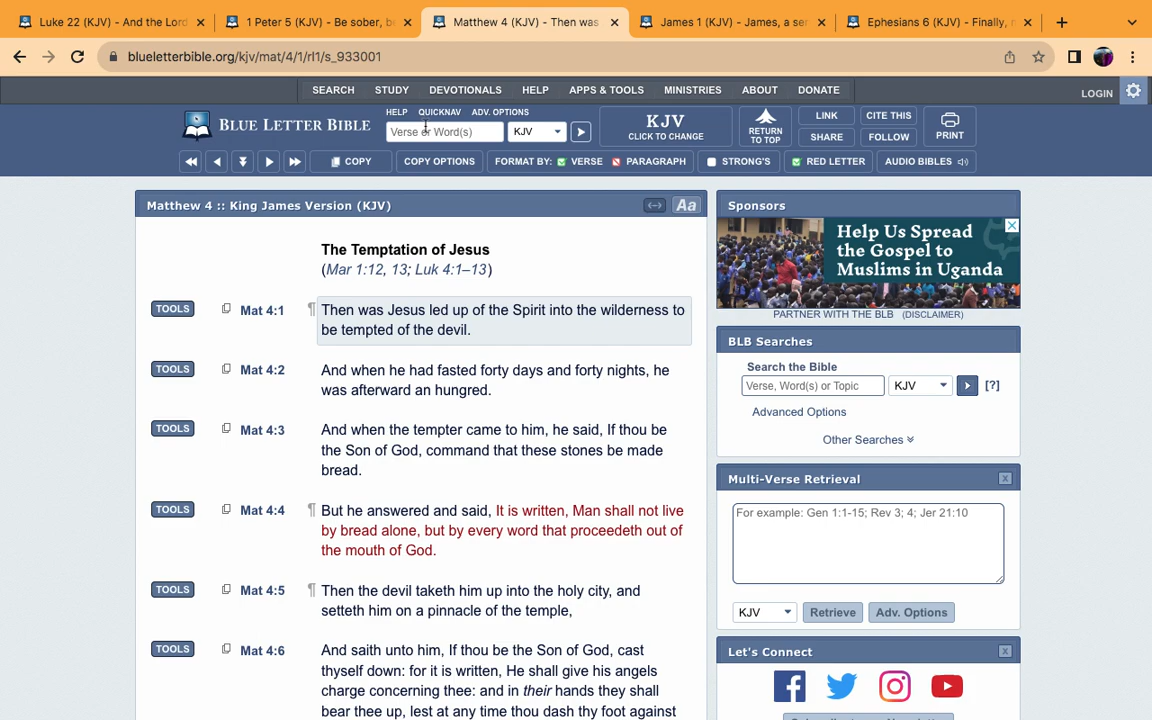 Luke 22 (KJV) - And the Lord
1 Peter 5 (KJV) - Be sober, be
Matthew 4 (KJV) - Then was
James 1 (KJV) - James, a ser
Ephesians 6 (KJV) - Finally, 
blueletterbible.org/kjv/mat/4/1/rl1/s_933001
SEARCH STUDY DEVOTIONALS HELP APPS & TOOLS MINISTRIES ABOUT DONATE
LOGIN
BLUE LETTER BIBLE
HELP QUICKNAV ADV. OPTIONS
Verse or Word(s)
KJV
KJV
CLICK TO CHANGE
RETURN
TO TOP
LINK
CITE THIS
SHARE
FOLLOW
PRINT
COPY
COPY OPTIONS
FORMAT BY: VERSE PARAGRAPH
STRONG'S
RED LETTER
AUDIO BIBLES
Matthew 4 :: King James Version (KJV)
Aa
The Temptation of Jesus
(Mar 1:12, 13; Luk 4:1–13)
TOOLS Mat 4:1 ¶ Then was Jesus led up of the Spirit into the wilderness to
be tempted of the devil.
TOOLS Mat 4:2 And when he had fasted forty days and forty nights, he
was afterward an hungred.
TOOLS Mat 4:3 And when the tempter came to him, he said, If thou be
the Son of God, command that these stones be made
bread.
TOOLS Mat 4:4 ¶ But he answered and said, It is written, Man shall not live
by bread alone, but by every word that proceedeth out of
the mouth of God.
TOOLS Mat 4:5 ¶ Then the devil taketh him up into the holy city, and
setteth him on a pinnacle of the temple,
TOOLS Mat 4:6 And saith unto him, If thou be the Son of God, cast
thyself down: for it is written, He shall give his angels
charge concerning thee: and in their hands they shall
bear thee up, lest at any time thou dash thy foot against
Sponsors
Help Us Spread
the Gospel to
Muslims in Uganda
PARTNER WITH THE BLB (DISCLAIMER)
BLB Searches
Search the Bible
Verse, Word(s) or Topic
KJV
[?]
Advanced Options
Other Searches
Multi-Verse Retrieval
For example: Gen 1:1-15; Rev 3; 4; Jer 21:10
KJV
Retrieve
Adv. Options
Let's Connect